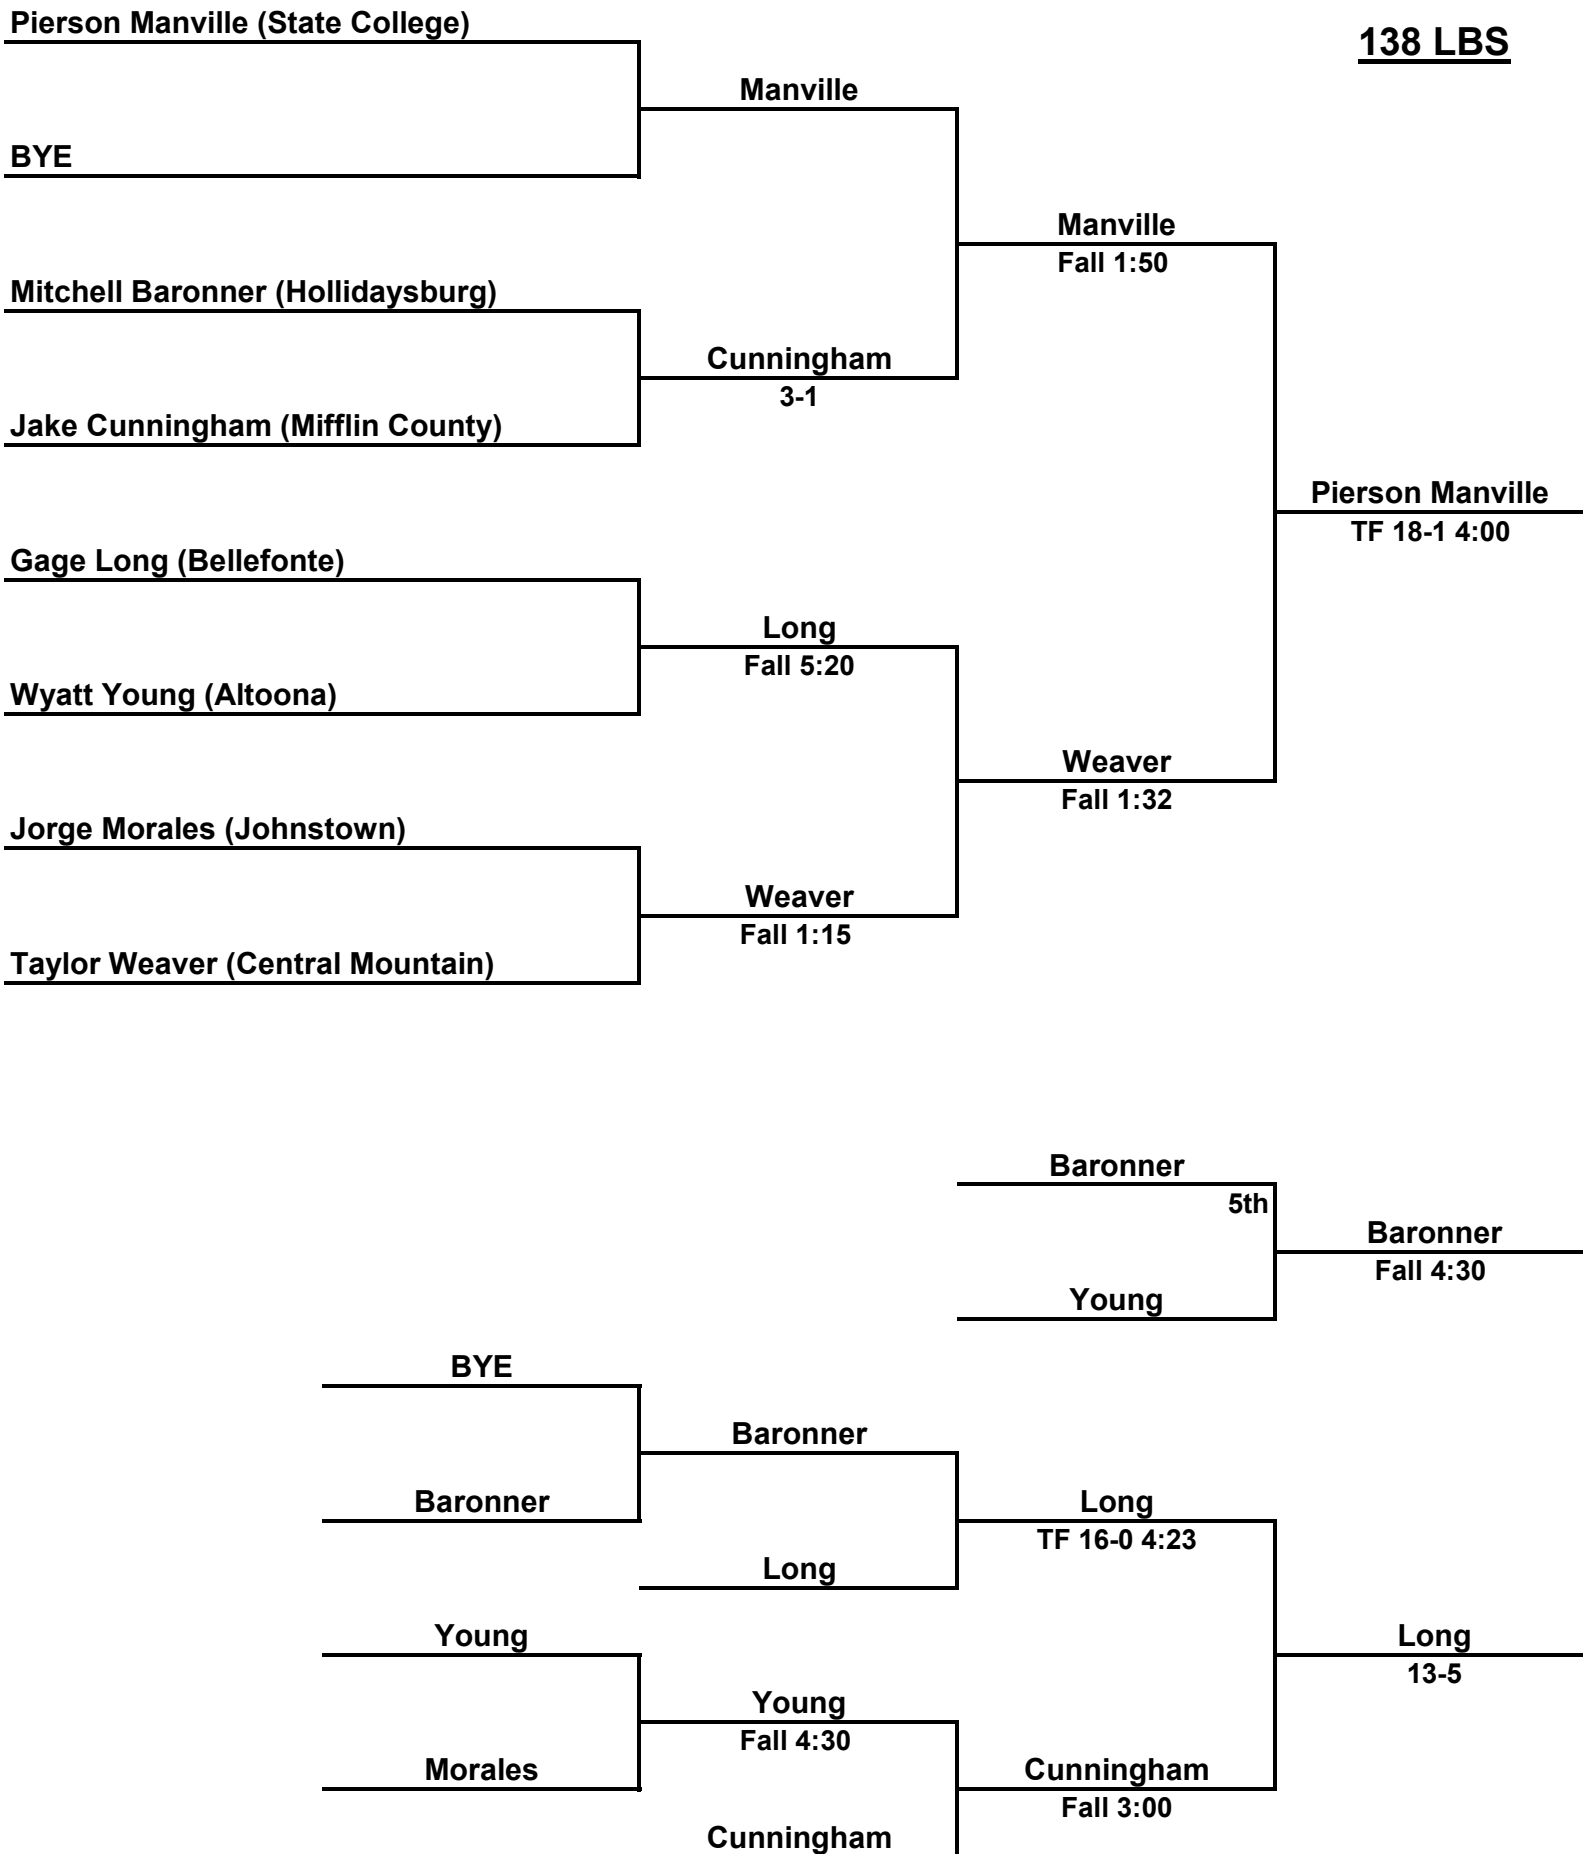 Pierson Manville (State College)
138 LBS
Manville
BYE
Manville
Fall 1:50
Mitchell Baronner (Hollidaysburg)
Cunningham
3-1
Jake Cunningham (Mifflin County)
Pierson Manville
TF 18-1 4:00
Gage Long (Bellefonte)
Long
Fall 5:20
Wyatt Young (Altoona)
Weaver
Fall 1:32
Jorge Morales (Johnstown)
Weaver
Fall 1:15
Taylor Weaver (Central Mountain)
Baronner
5th
Baronner
Fall 4:30
Young
BYE
Baronner
Baronner
Long
TF 16-0 4:23
Long
Young
Long
13-5
Young
Fall 4:30
Morales
Cunningham
Fall 3:00
Cunningham